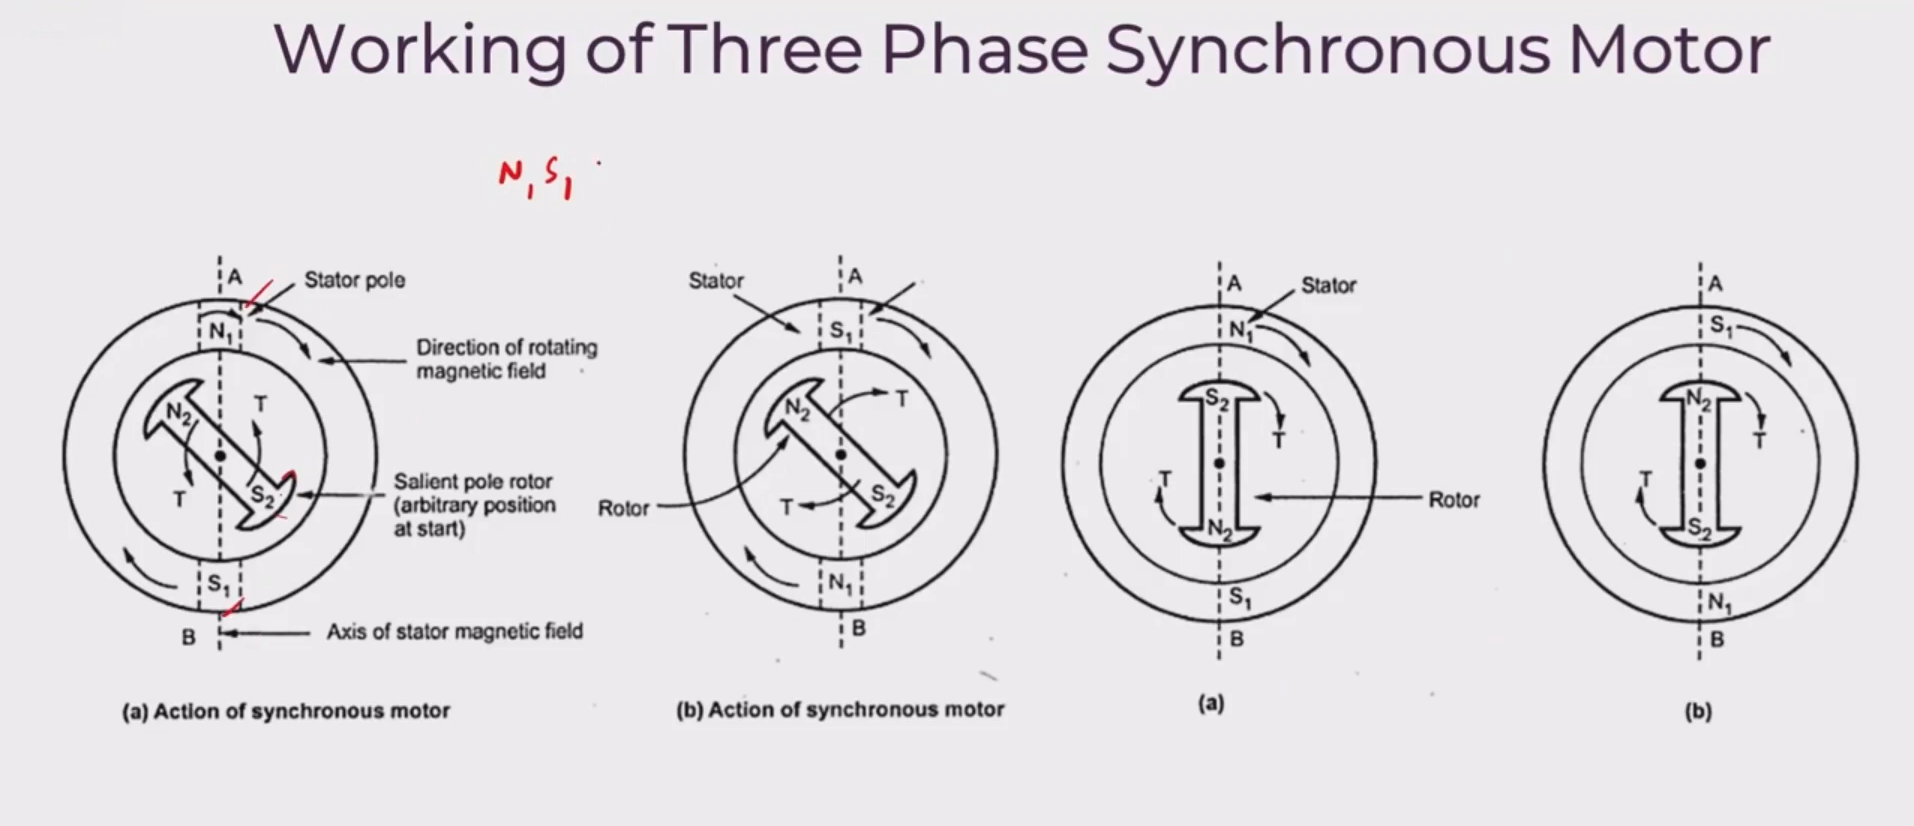 Working of Three Phase Synchronous Motor
N₁ S₁
A
Stator pole
N₁
Direction of rotating
magnetic field
N₂
T
T
S₂
Salient pole rotor
(arbitrary position
at start)
S₁
B
Axis of stator magnetic field
(a) Action of synchronous motor
Stator
A
S₁
N₂
T
Rotor
T
S₂
N₁
B
(b) Action of synchronous motor
A
Stator
N₁
S₂
T
T
Rotor
N₂
S₁
B
(a)
A
S₁
N₂
T
T
S₂
N₁
B
(b)